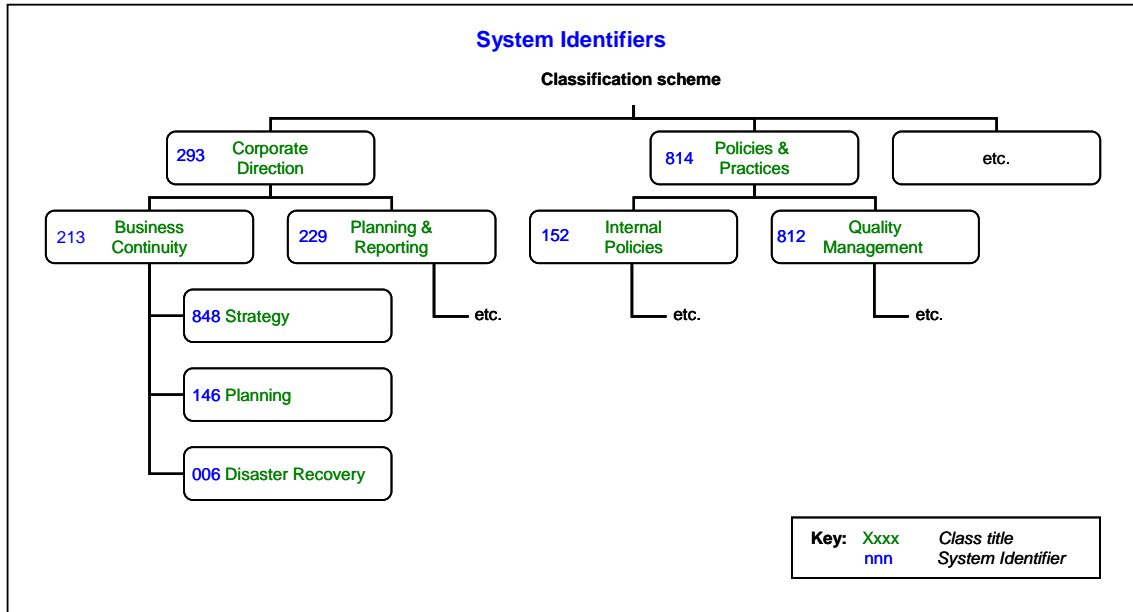 System Identifiers
Classification scheme
293 Corporate
Direction
814 Policies &
Practices
etc.
213 Business
Continuity
229 Planning &
Reporting
152 Internal
Policies
812 Quality
Management
848 Strategy
etc.
etc.
etc.
146 Planning
006 Disaster Recovery
Key: Xxxx Class title
nnn System Identifier